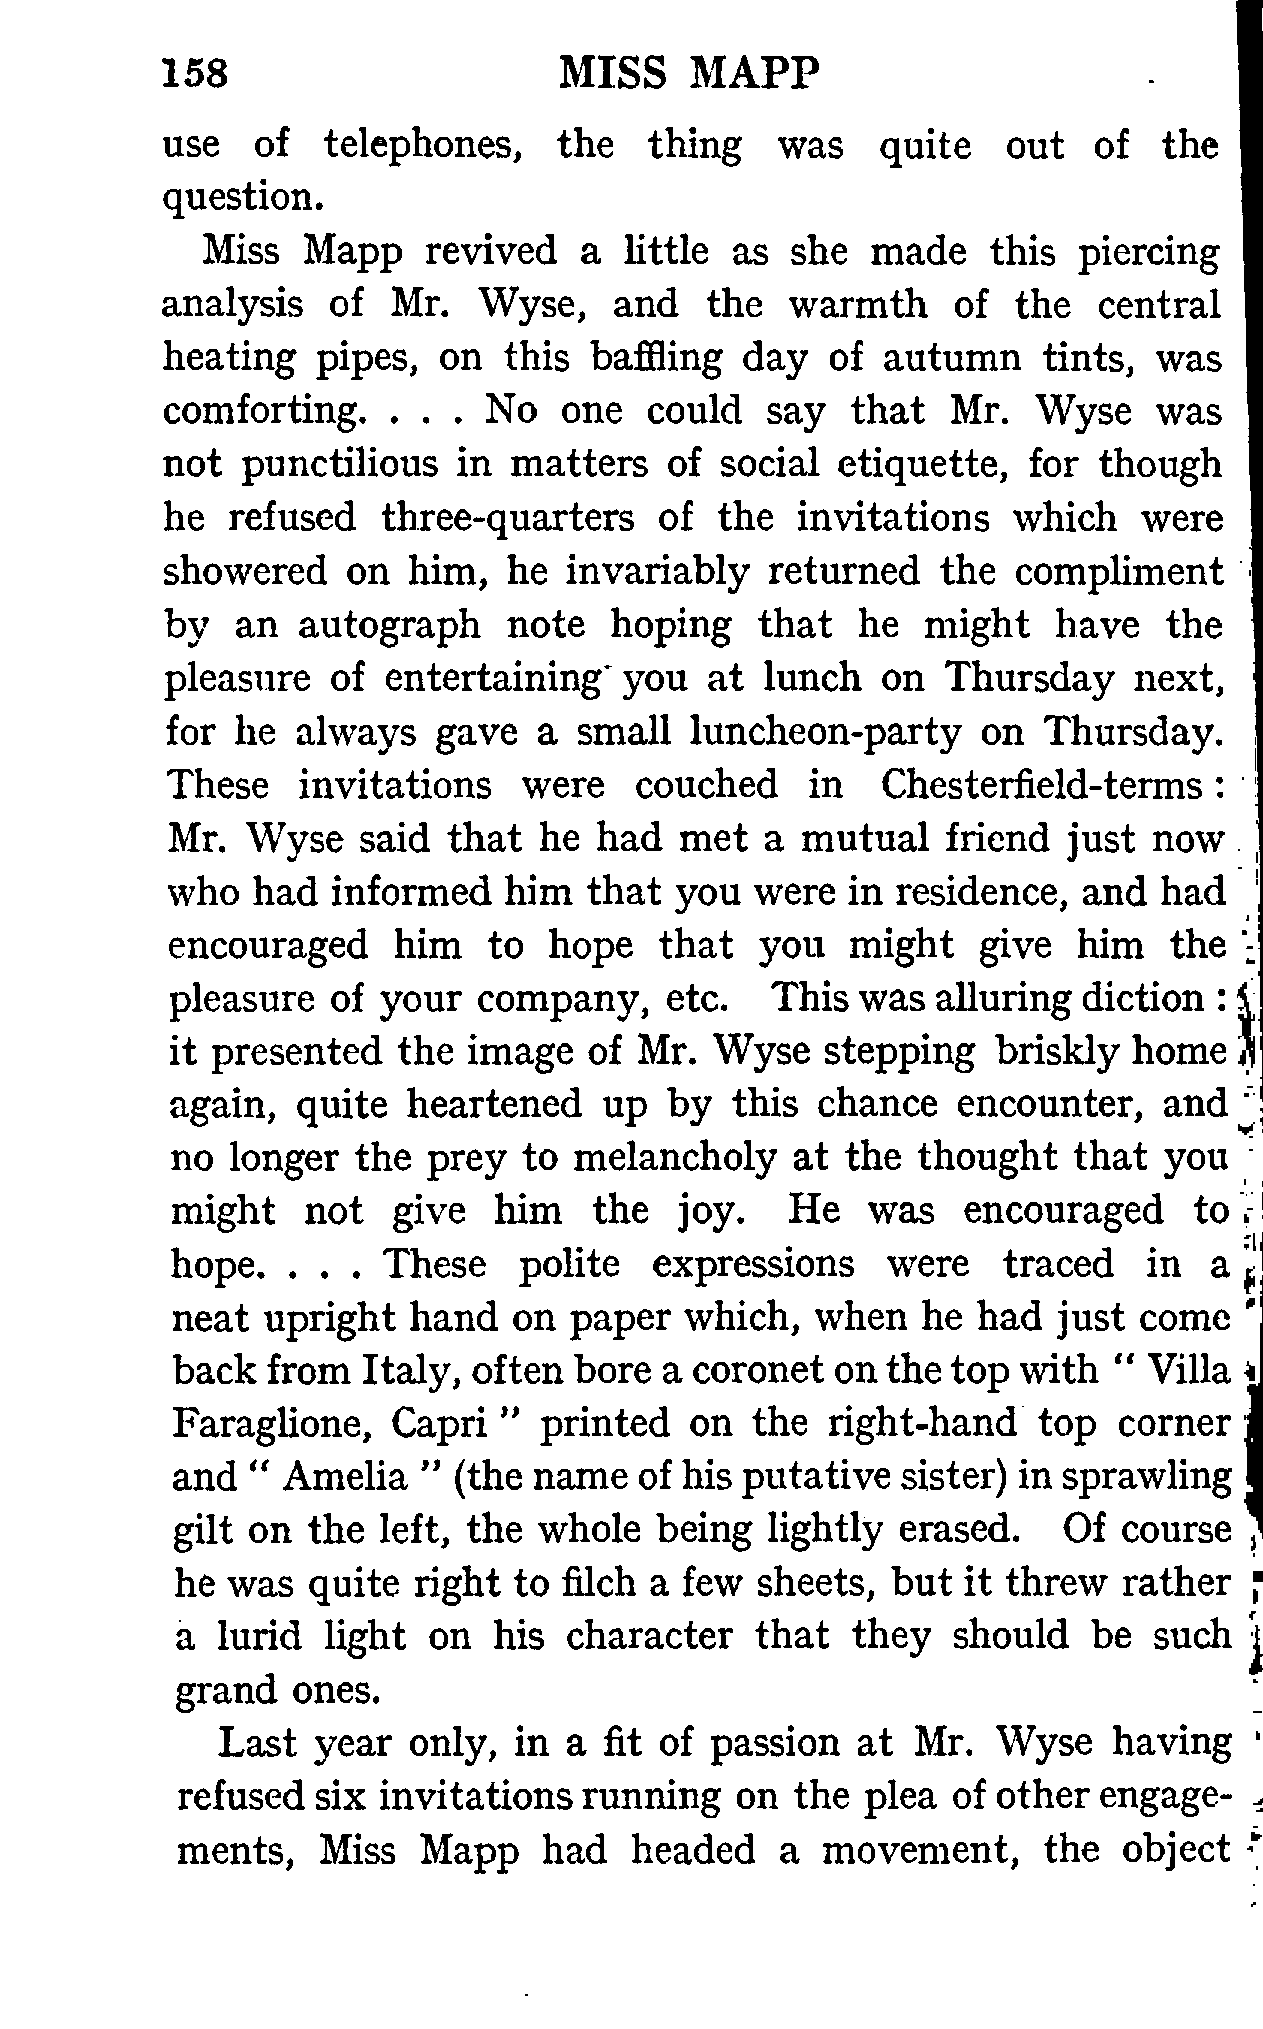 158 MISS MAPP
use of telephones, the thing was quite out of the
question.
Miss Mapp revived a little as she made this piercing
analysis of Mr. Wyse, and the warmth of the central
heating pipes, on this baffling day of autumn tints, was
comforting. . . . No one could say that Mr. Wyse was
not punctilious in matters of social etiquette, for though
he refused three-quarters of the invitations which were
showered on him, he invariably returned the compliment
by an autograph note hoping that he might have the
pleasure of entertaining you at lunch on Thursday next,
for he always gave a small luncheon-party on Thursday.
These invitations were couched in Chesterfield-terms :
Mr. Wyse said that he had met a mutual friend just now
who had informed him that you were in residence, and had
encouraged him to hope that you might give him the
pleasure of your company, etc. This was alluring diction :
it presented the image of Mr. Wyse stepping briskly home
again, quite heartened up by this chance encounter, and
no longer the prey to melancholy at the thought that you
might not give him the joy. He was encouraged to
hope. . . . These polite expressions were traced in a
neat upright hand on paper which, when he had just come
back from Italy, often bore a coronet on the top with " Villa
Faraglione, Capri " printed on the right-hand top corner
and " Amelia " (the name of his putative sister) in sprawling
gilt on the left, the whole being lightly erased. Of course
he was quite right to filch a few sheets, but it threw rather
a lurid light on his character that they should be such
grand ones.
Last year only, in a fit of passion at Mr. Wyse having
refused six invitations running on the plea of other engage-
ments, Miss Mapp had headed a movement, the object